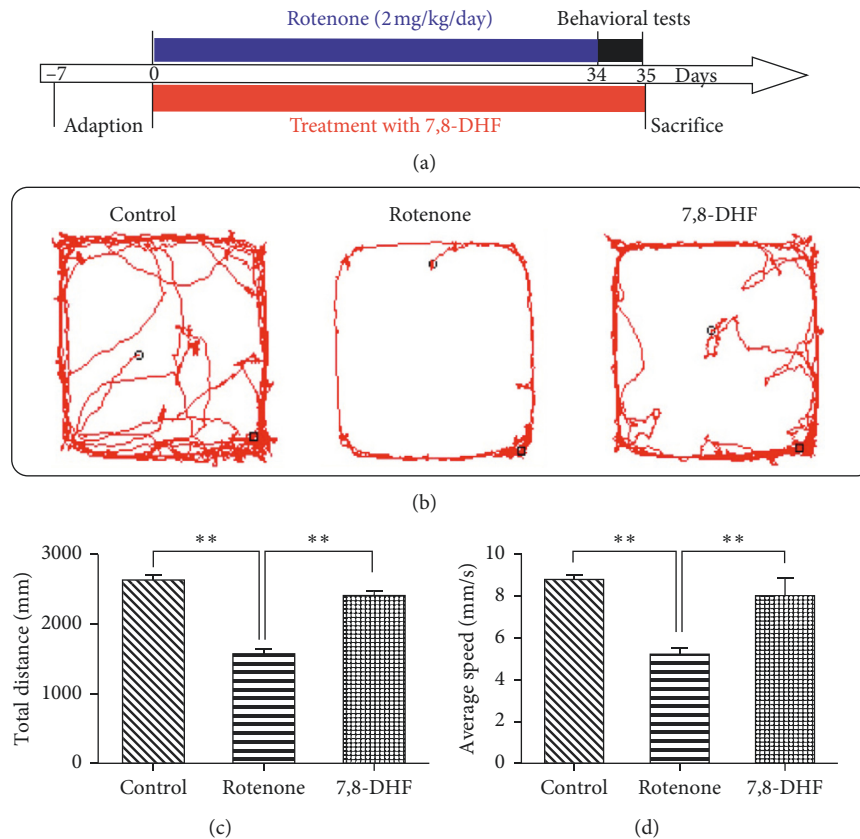 Rotenone (2 mg/kg/day)
Behavioral tests
−7
0
34
35
Days
Adaption
Treatment with 7,8-DHF
Sacrifice
(a)
Control
Rotenone
7,8-DHF
(b)
3000
2000
1000
0
Total distance (mm)
**
**
Control
Rotenone
7,8-DHF
(c)
10
8
6
4
2
0
Average speed (mm/s)
**
**
Control
Rotenone
7,8-DHF
(d)